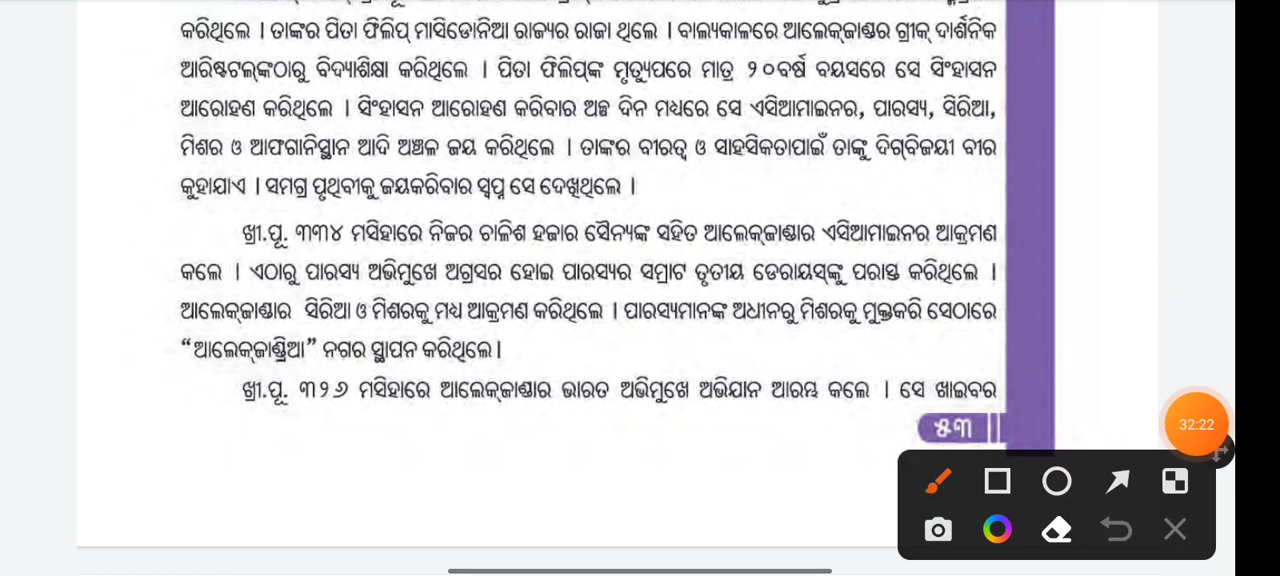 କରିଥିଲେ । ତାଙ୍କର ପିତା ଫିଲିପ୍ ମାସିଡୋନିଆ ରାଜ୍ୟର ରାଜା ଥିଲେ । ବାଲ୍ୟକାଳରେ ଆଲେକ୍‌ଜାଣ୍ଡର ଗ୍ରୀକ୍ ଦାର୍ଶନିକ
ଆରିଷ୍ଟଟଲ୍‌ଙ୍କଠାରୁ ବିଦ୍ୟାଶିକ୍ଷା କରିଥିଲେ । ପିତା ଫିଲିପ୍‌ଙ୍କ ମୃତ୍ୟୁପରେ ମାତ୍ର ୨୦ବର୍ଷ ବୟସରେ ସେ ସିଂହାସନ
ଆରୋହଣ କରିଥିଲେ । ସିଂହାସନ ଆରୋହଣ କରିବାର ଅଳ୍ପ ଦିନ ମଧ୍ୟରେ ସେ ଏସିଆମାଇନର, ପାରସ୍ୟ, ସିରିଆ,
ମିଶର ଓ ଆଫଗାନିସ୍ଥାନ ଆଦି ଅଞ୍ଚଳ ଜୟ କରିଥିଲେ । ତାଙ୍କର ବୀରତ୍ୱ ଓ ସାହସିକତାପାଇଁ ତାଙ୍କୁ ଦିଗ୍‌ବିଜୟୀ ବୀର
କୁହାଯାଏ । ସମଗ୍ର ପୃଥିବୀକୁ ଜୟକରିବାର ସ୍ୱପ୍ନ ସେ ଦେଖିଥିଲେ ।
ଖ୍ରୀ.ପୂ. ୩୩୪ ମସିହାରେ ନିଜର ଚାଳିଶ ହଜାର ସୈନ୍ୟଙ୍କ ସହିତ ଆଲେକ୍‌ଜାଣ୍ଡାର ଏସିଆମାଇନର ଆକ୍ରମଣ
କଲେ । ଏଠାରୁ ପାରସ୍ୟ ଅଭିମୁଖେ ଅଗ୍ରସର ହୋଇ ପାରସ୍ୟର ସମ୍ରାଟ ତୃତୀୟ ଡେରାୟସ୍‌ଙ୍କୁ ପରାସ୍ତ କରିଥିଲେ ।
ଆଲେକ୍‌ଜାଣ୍ଡାର ସିରିଆ ଓ ମିଶରକୁ ମଧ୍ୟ ଆକ୍ରମଣ କରିଥିଲେ । ପାରସ୍ୟମାନଙ୍କ ଅଧୀନରୁ ମିଶରକୁ ମୁକ୍ତକରି ସେଠାରେ
“ଆଲେକ୍‌ଜାଣ୍ଡ୍ରିଆ” ନଗର ସ୍ଥାପନ କରିଥିଲେ।
ଖ୍ରୀ.ପୂ. ୩୨୬ ମସିହାରେ ଆଲେକ୍‌ଜାଣ୍ଡାର ଭାରତ ଅଭିମୁଖେ ଅଭିଯାନ ଆରମ୍ଭ କଲେ । ସେ ଖାଇବର
୫୩
32:22